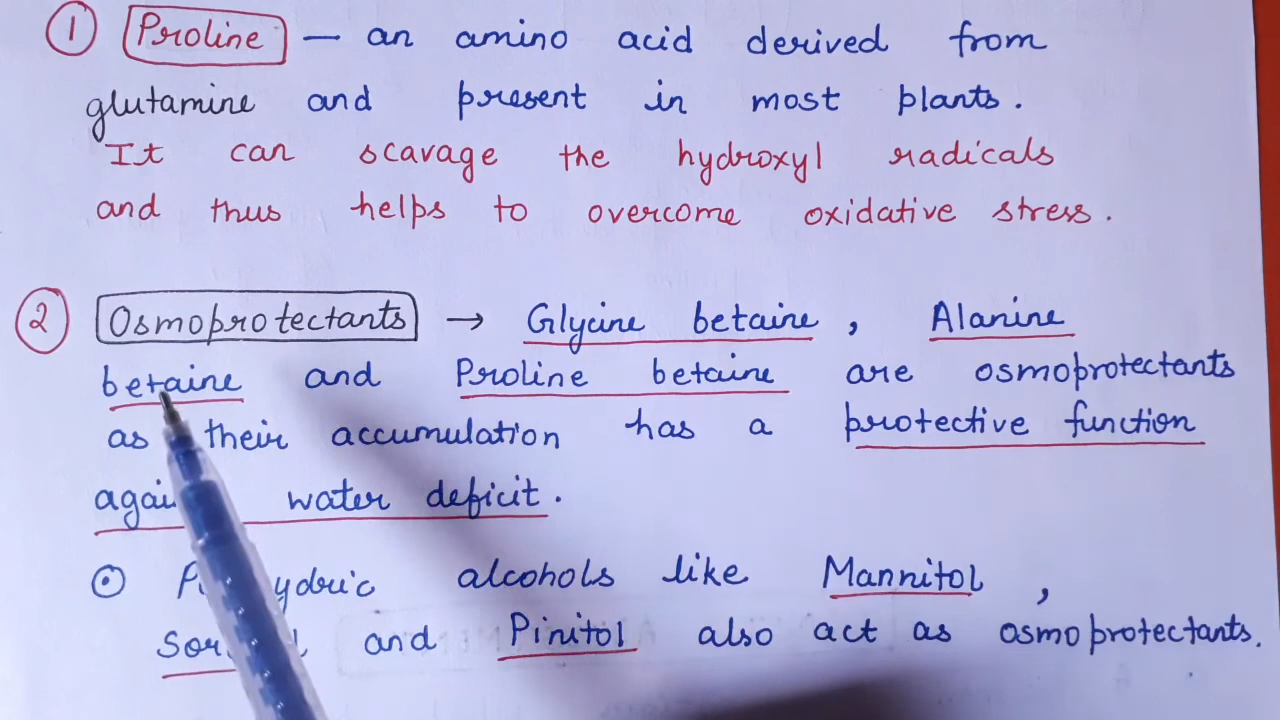 ① Proline — an amino acid derived from
glutamine and present in most plants.
It can scavage the hydroxyl radicals
and thus helps to overcome oxidative stress.
② Osmoprotectants → Glycine betaine, Alanine
betaine and Proline betaine are osmoprotectants
as their accumulation has a protective function
water deficit.
⊙ alcohols like Mannitol,
and Pinitol also act as osmoprotectants.